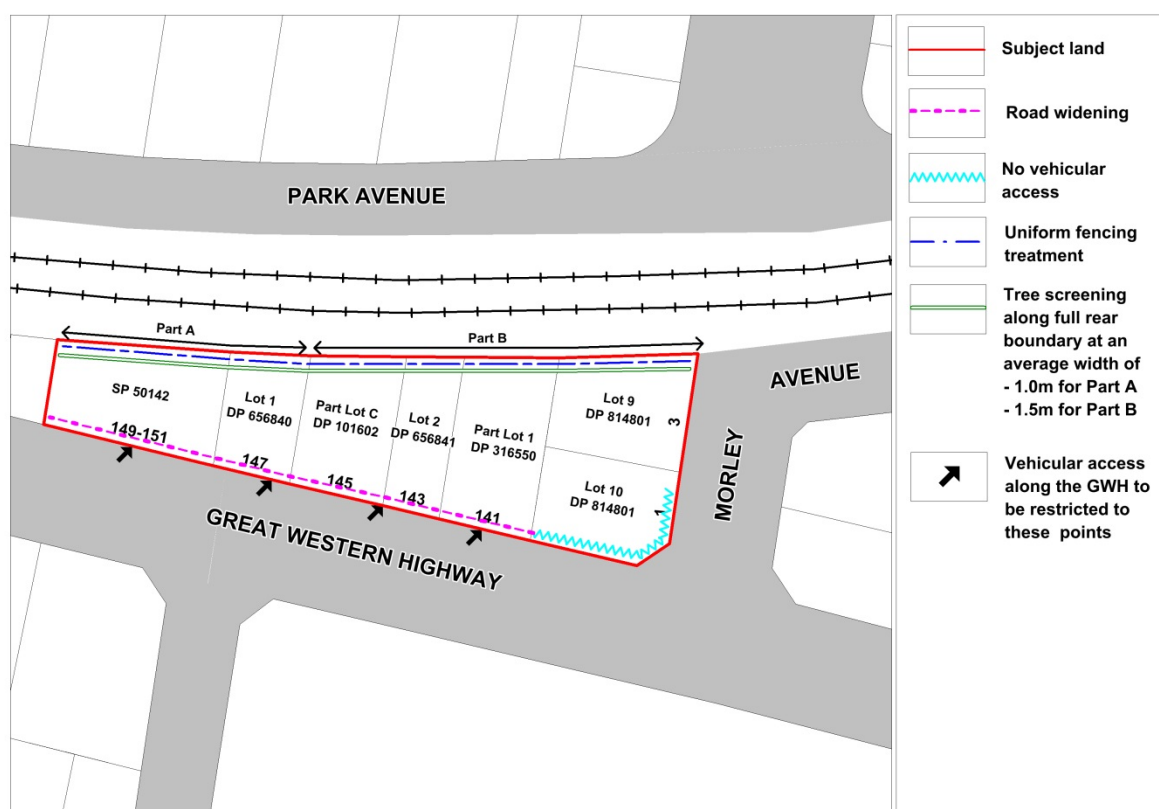 PARK AVENUE
Part A
Part B
AVENUE
SP 50142
Lot 1
DP 656840
Part Lot C
DP 101602
Lot 2
DP 656841
Part Lot 1
DP 316550
Lot 9
DP 814801
3
Lot 10
DP 814801
1
149-151
147
145
143
141
MORLEY
GREAT WESTERN HIGHWAY
Subject land
Road widening
No vehicular
access
Uniform fencing
treatment
Tree screening
along full rear
boundary at an
average width of
- 1.0m for Part A
- 1.5m for Part B
Vehicular access
along the GWH to
be restricted to
these points